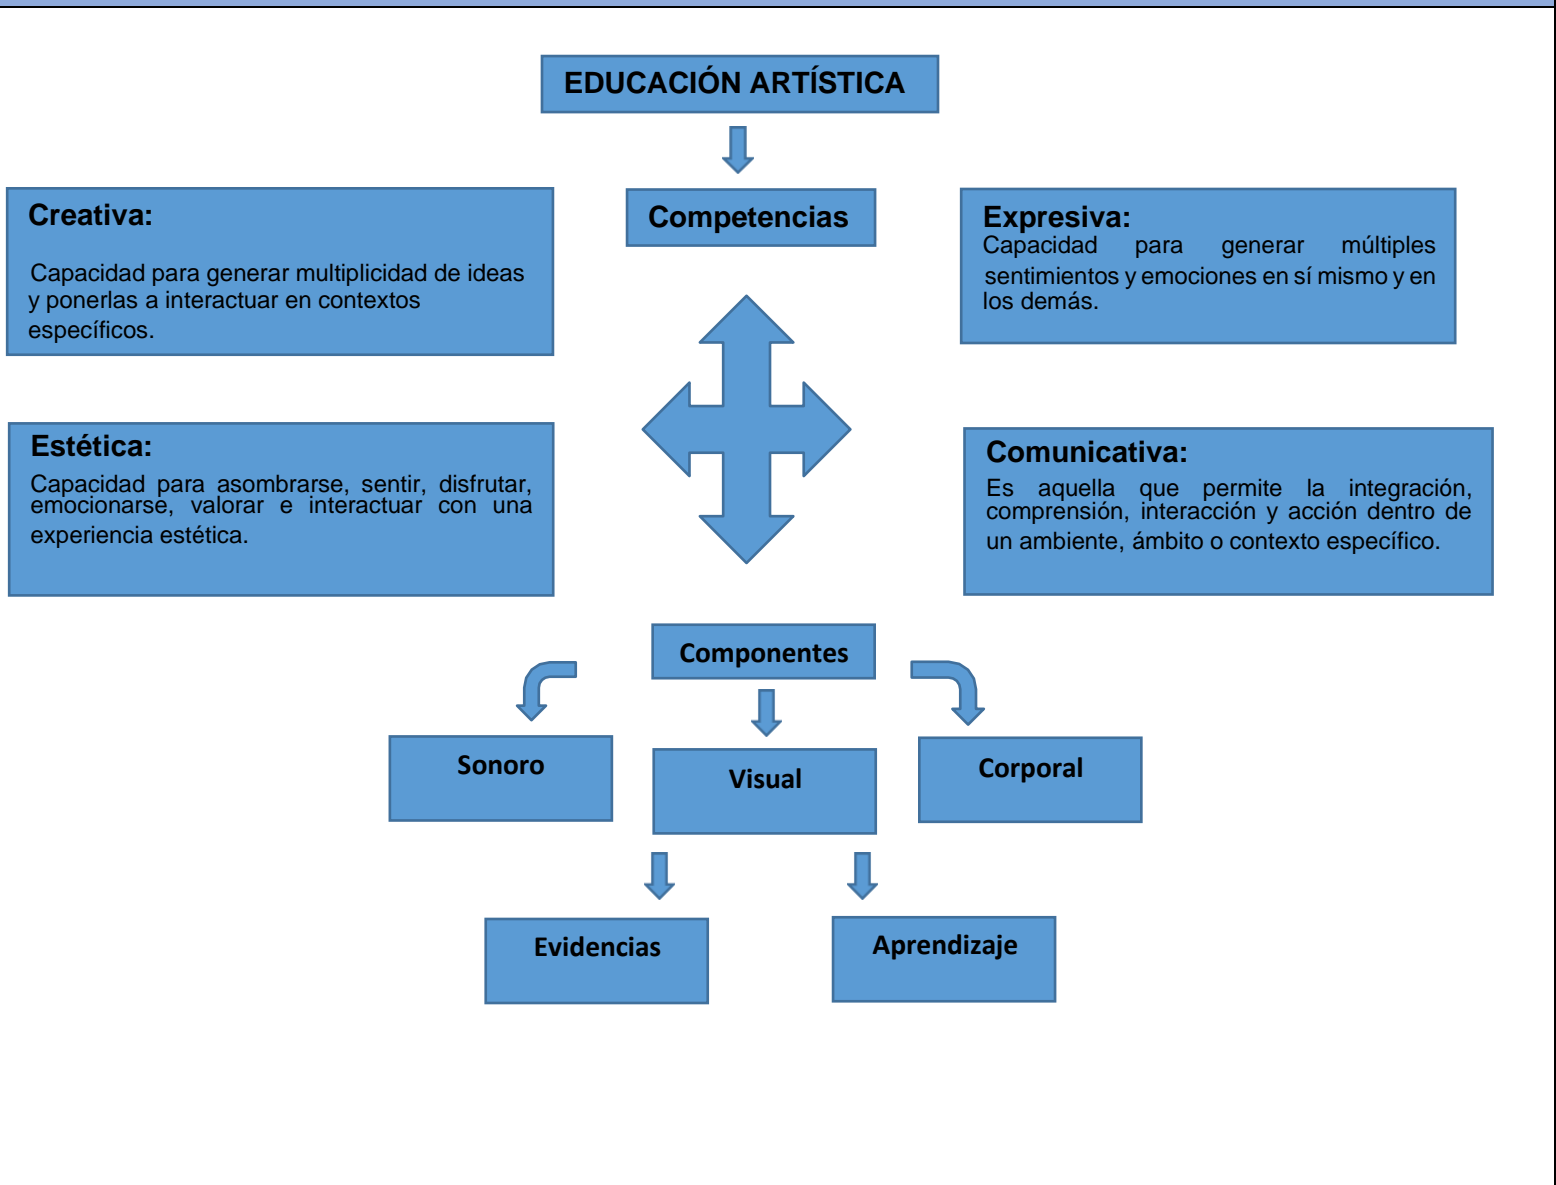 EDUCACIÓN ARTÍSTICA
Competencias
Creativa:
Capacidad para generar multiplicidad de ideas
y ponerlas a interactuar en contextos
específicos.
Expresiva:
Capacidad para generar múltiples
sentimientos y emociones en sí mismo y en
los demás.
Estética:
Capacidad para asombrarse, sentir, disfrutar,
emocionarse, valorar e interactuar con una
experiencia estética.
Comunicativa:
Es aquella que permite la integración,
comprensión, interacción y acción dentro de
un ambiente, ámbito o contexto específico.
Componentes
Sonoro
Visual
Corporal
Evidencias
Aprendizaje